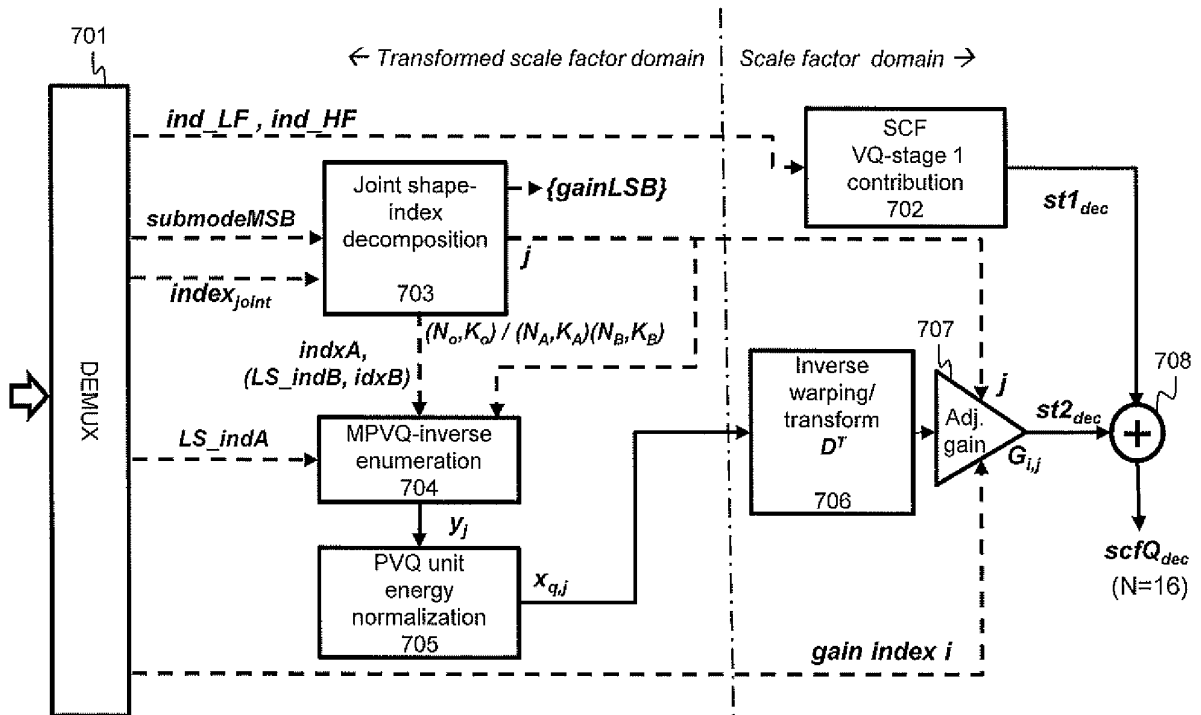 701
← Transformed scale factor domain
Scale factor domain →
ind_LF , ind_HF
SCF
VQ-stage 1
contribution
702
Joint shape-
index
decomposition
703
{gainLSB}
submodeMSB
j
st1dec
indexjoint
(No,Ko) / (NA,KA)(NB,KB)
indxA,
(LS_indB, idxB)
DEMUX
Inverse
warping/
transform
DT
706
707
j
Adj.
gain
Gi,j
st2dec
708
+
LS_indA
MPVQ-inverse
enumeration
704
yj
PVQ unit
energy
normalization
705
xq,j
scfQdec
(N=16)
gain index i